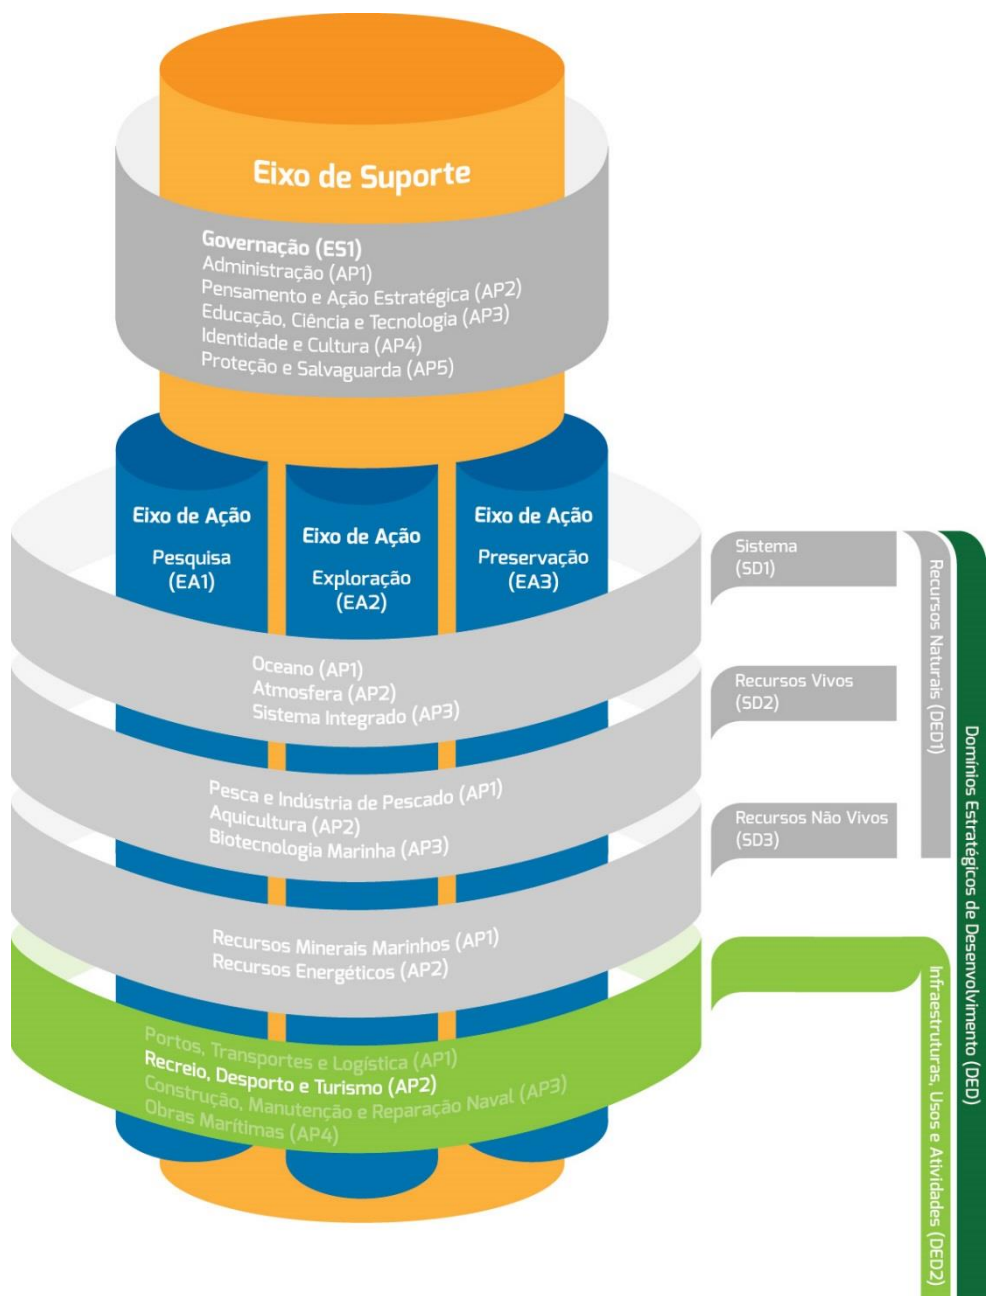 Eixo de Suporte
Governação (ES1)
Administração (AP1)
Pensamento e Ação Estratégica (AP2)
Educação, Ciência e Tecnologia (AP3)
Identidade e Cultura (AP4)
Proteção e Salvaguarda (AP5)
Eixo de Ação
Pesquisa
(EA1)
Eixo de Ação
Exploração
(EA2)
Eixo de Ação
Preservação
(EA3)
Oceano (AP1)
Atmosfera (AP2)
Sistema Integrado (AP3)
Sistema
(SD1)
Pesca e Indústria de Pescado (AP1)
Aquicultura (AP2)
Biotecnologia Marinha (AP3)
Recursos Vivos
(SD2)
Recursos Minerais Marinhos (AP1)
Recursos Energéticos (AP2)
Recursos Não Vivos
(SD3)
Recursos Naturais (DED1)
Portos, Transportes e Logística (AP1)
Recreio, Desporto e Turismo (AP2)
Construção, Manutenção e Reparação Naval (AP3)
Obras Marítimas (AP4)
Infraestruturas, Usos e Atividades (DED2)
Domínios Estratégicos de Desenvolvimento (DED)